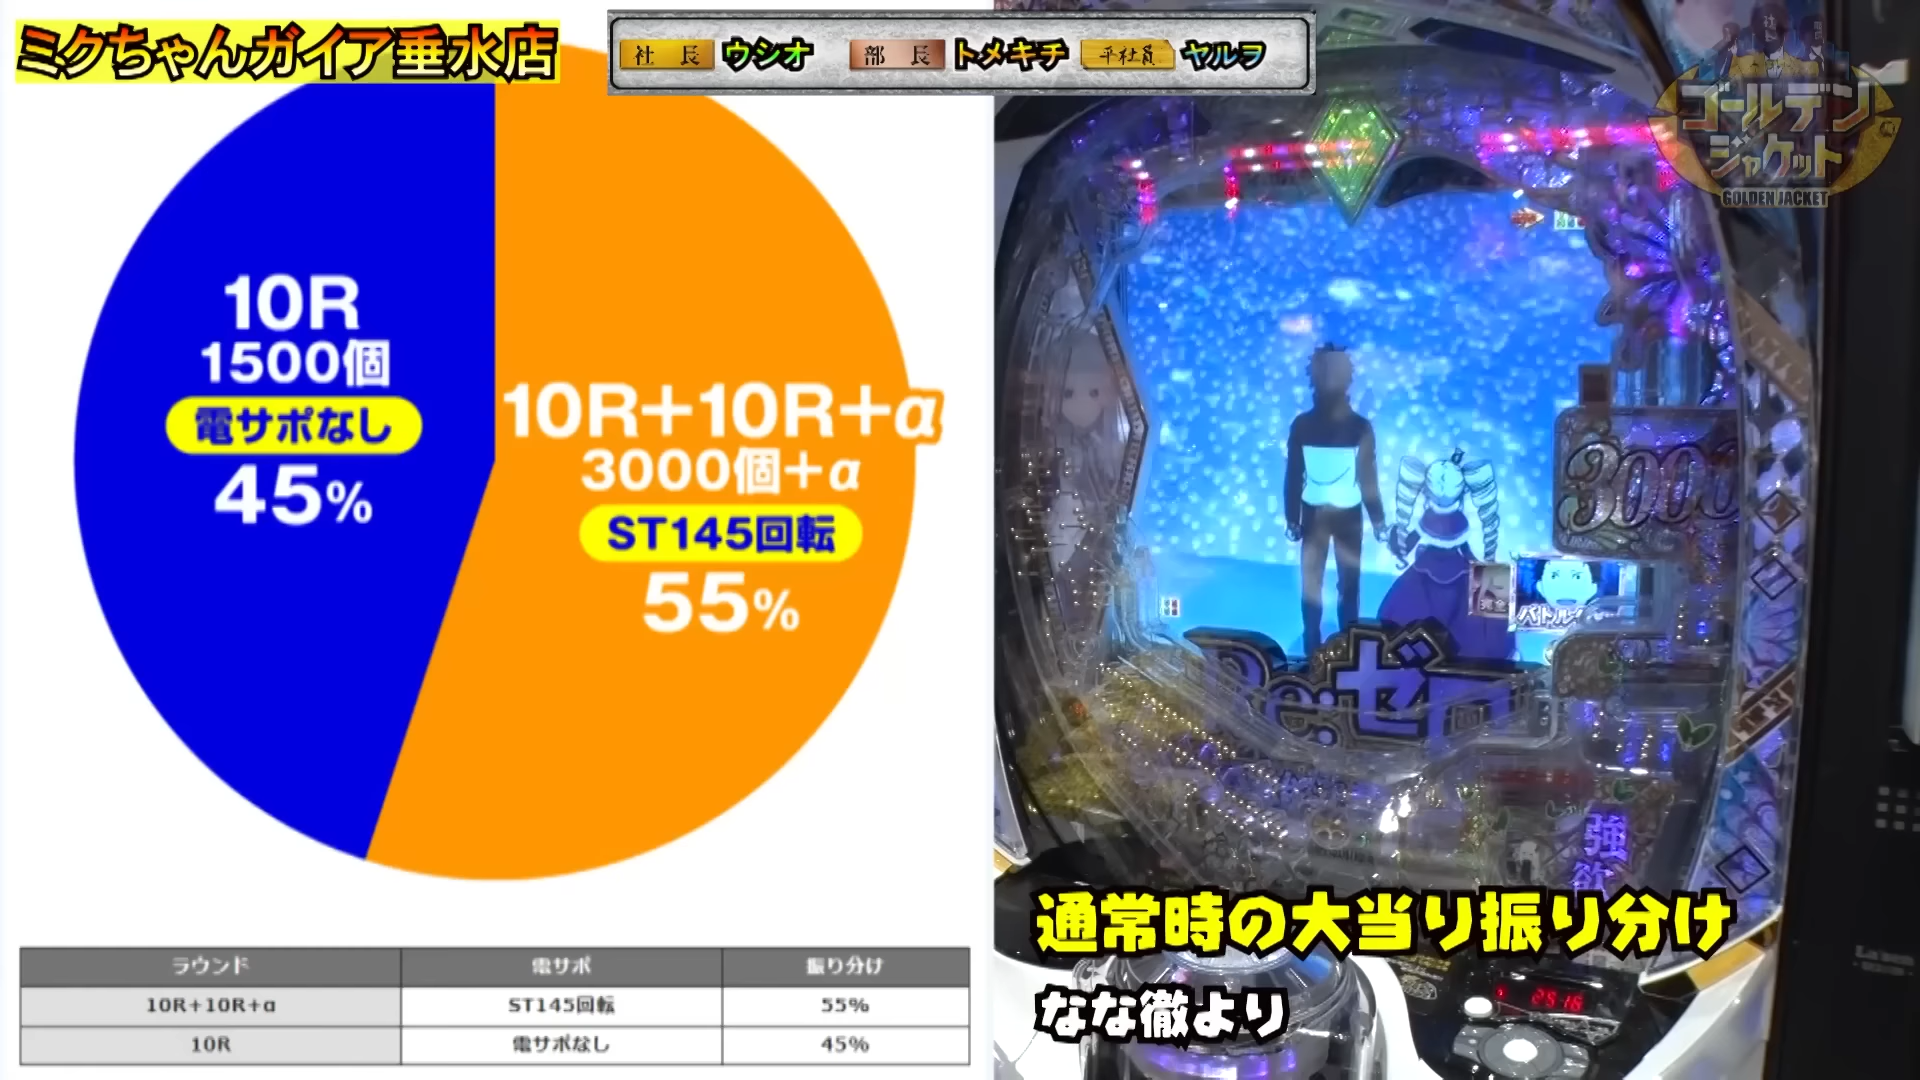 ミクちゃんガイア垂水店
社長 ウシオ 部長 トメキチ 平社員 ヤルヲ
ゴールデン
ジャケット
GOLDEN JACKET
10R
1500個
電サポなし
45%
10R+10R+α
3000個+α
ST145回転
55%
3000
バトル
Re:ゼロ
強欲
ラウンド 電サポ 振り分け
10R+10R+α ST145回転 55%
10R 電サポなし 45%
通常時の大当り振り分け
なな徹より
2516